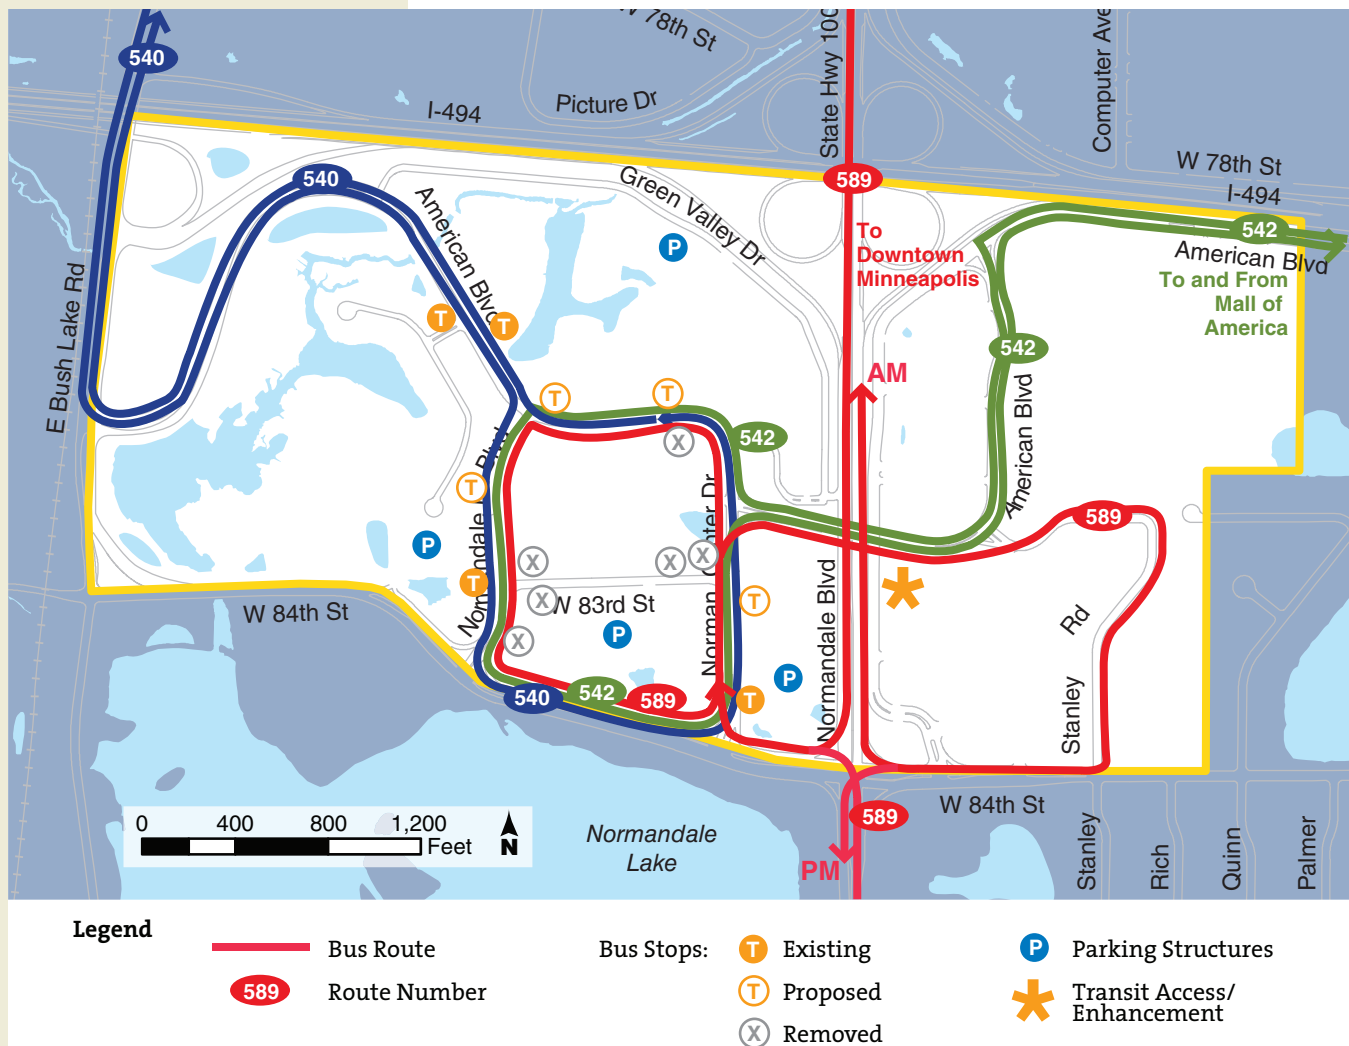 W 78th St
State Hwy 100
Computer Ave
540
Picture Dr
I-494
W 78th St
I-494
540
589
Green Valley Dr
American Blvd
To
Downtown
Minneapolis
542
American Blvd
To and From
Mall of
America
E Bush Lake Rd
P
T
T
542
AM
American Blvd
T
T
X
542
Normandale Blvd
T
589
P
X
X
X
T
X
W 83rd St
T
W 84th St
X
P
Normandale Blvd
Rd
Stanley
P
540
542
589
T
0
400
800
1,200
Feet
N
Normandale
Lake
589
PM
W 84th St
Stanley
Rich
Quinn
Palmer
Legend
Bus Route
589
Route Number
Bus Stops:
T
Existing
T
Proposed
X
Removed
P
Parking Structures
Transit Access/
Enhancement